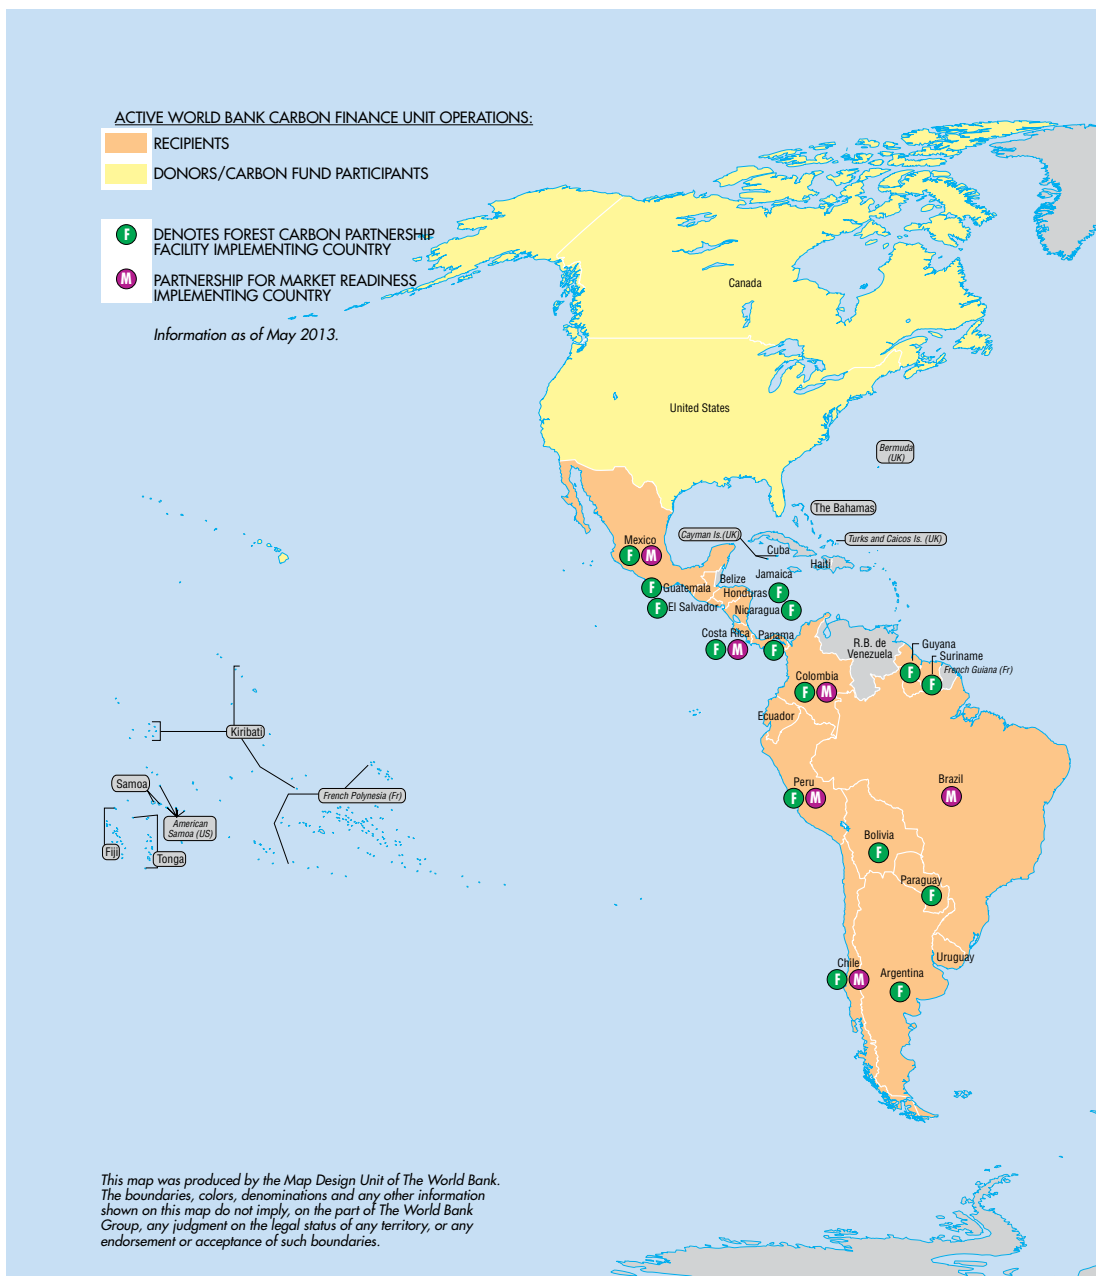 ACTIVE WORLD BANK CARBON FINANCE UNIT OPERATIONS:
RECIPIENTS
DONORS/CARBON FUND PARTICIPANTS
F DENOTES FOREST CARBON PARTNERSHIP
FACILITY IMPLEMENTING COUNTRY
M PARTNERSHIP FOR MARKET READINESS
IMPLEMENTING COUNTRY
Information as of May 2013.
Canada
United States
Bermuda
(UK)
The Bahamas
Cayman Is.(UK)
Turks and Caicos Is. (UK)
Mexico
F M
Cuba
Haiti
Belize
Jamaica
F Guatemala
Honduras F
F El Salvador
Nicaragua F
Costa Rica
F M
Panama
F
R.B. de
Venezuela
Guyana
F
Suriname
F
French Guiana (Fr)
Colombia
F M
Ecuador
Kiribati
Samoa
French Polynesia (Fr)
American
Samoa (US)
Fiji
Tonga
Peru
F M
Brazil
M
Bolivia
F
Paraguay
F
Uruguay
Chile
F M
Argentina
F
This map was produced by the Map Design Unit of The World Bank.
The boundaries, colors, denominations and any other information
shown on this map do not imply, on the part of The World Bank
Group, any judgment on the legal status of any territory, or any
endorsement or acceptance of such boundaries.